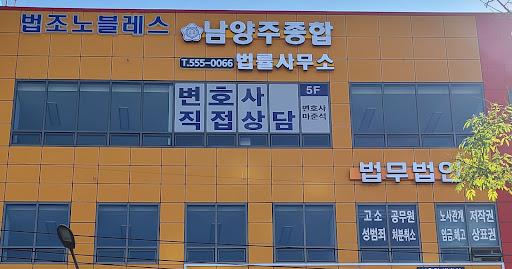 법조노블레스
남양주종합
T.555-0066 법률사무소
변호사 5F
직접상담 변호사
마준석
법무법인
고소 공무원 노사관계 저작권
성범죄 처분취소 임금 해고 상표권